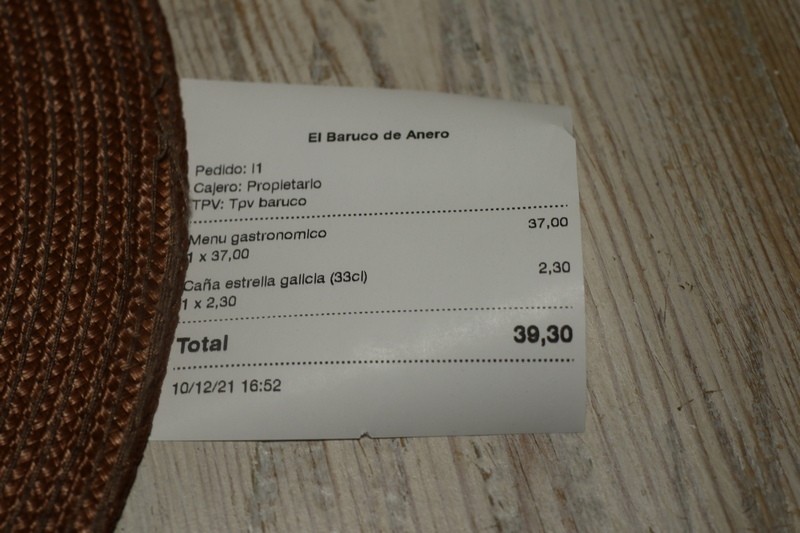 El Baruco de Anero
Pedido: I1
Cajero: Propietario
TPV: Tpv baruco
Menu gastronomico 37,00
1 x 37,00
Caña estrella galicia (33cl) 2,30
1 x 2,30
Total 39,30
10/12/21 16:52